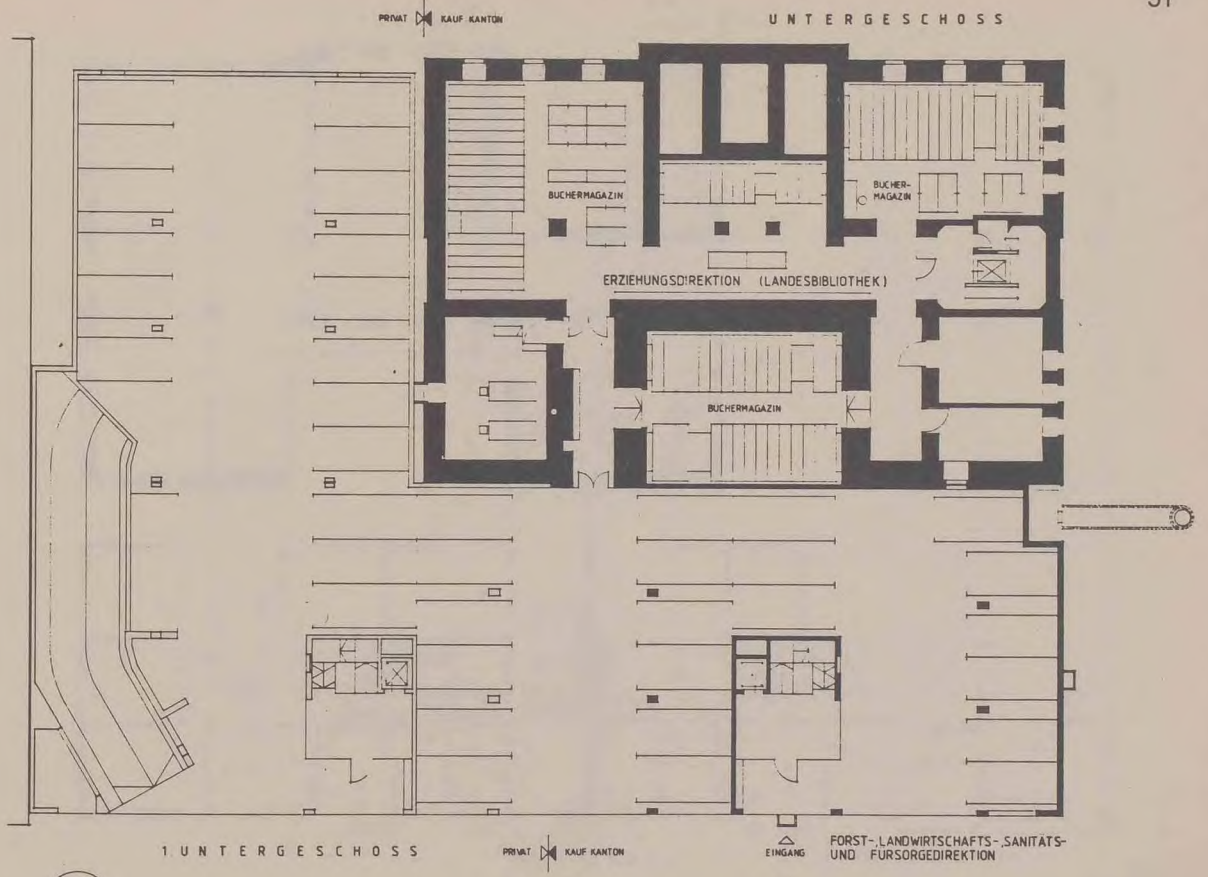 PRIVAT KAUF KANTON
UNTERGESCHOSS
BUCHERMAGAZIN
BUCHER-
MAGAZIN
ERZIEHUNGSDIREKTION (LANDESBIBLIOTHEK)
BUCHERMAGAZIN
1. UNTERGESCHOSS
PRIVAT KAUF KANTON
EINGANG
FORST-, LANDWIRTSCHAFTS-, SANITÄTS-
UND FURSORGEDIREKTION